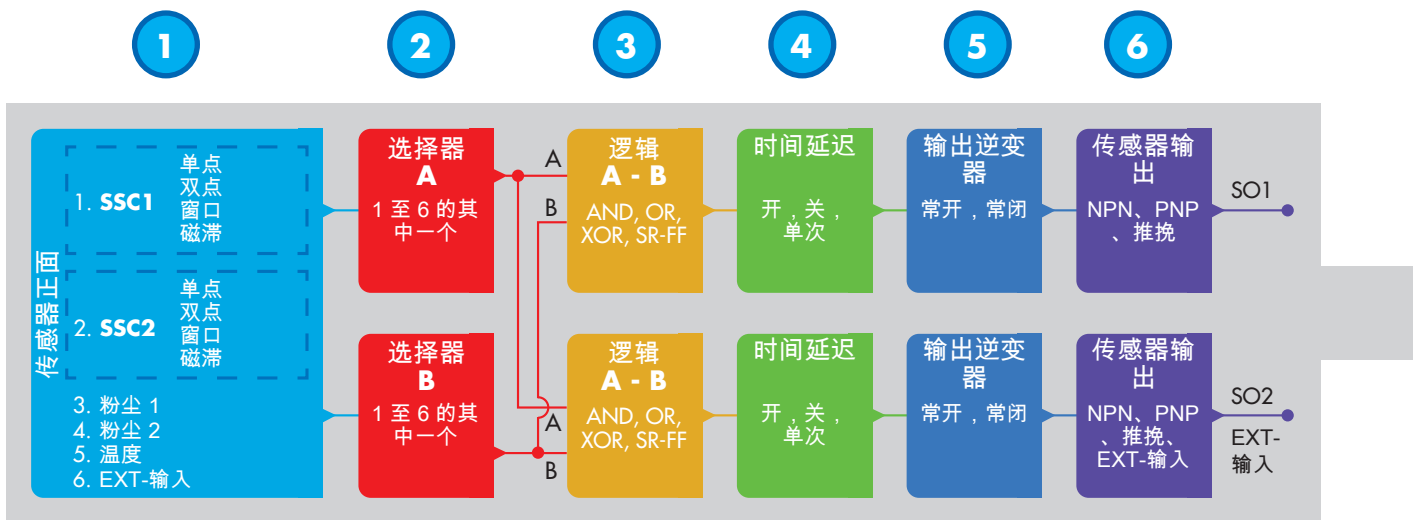 1
2
3
4
5
6
传感器正面
1. SSC1
单点
双点
窗口
磁滞
2. SSC2
单点
双点
窗口
磁滞
3. 粉尘 1
4. 粉尘 2
5. 温度
6. EXT-输入
选择器
A
1 至 6 的其
中一个
选择器
B
1 至 6 的其
中一个
A
B
A
B
逻辑
A - B
AND, OR,
XOR, SR-FF
逻辑
A - B
AND, OR,
XOR, SR-FF
时间延迟
开，关，
单次
时间延迟
开，关，
单次
输出逆变
器
常开，常闭
输出逆变
器
常开，常闭
传感器输
出
NPN、PNP
、推挽
传感器输
出
NPN、PNP
、推挽、
EXT-输入
SO1
SO2
EXT-
输入